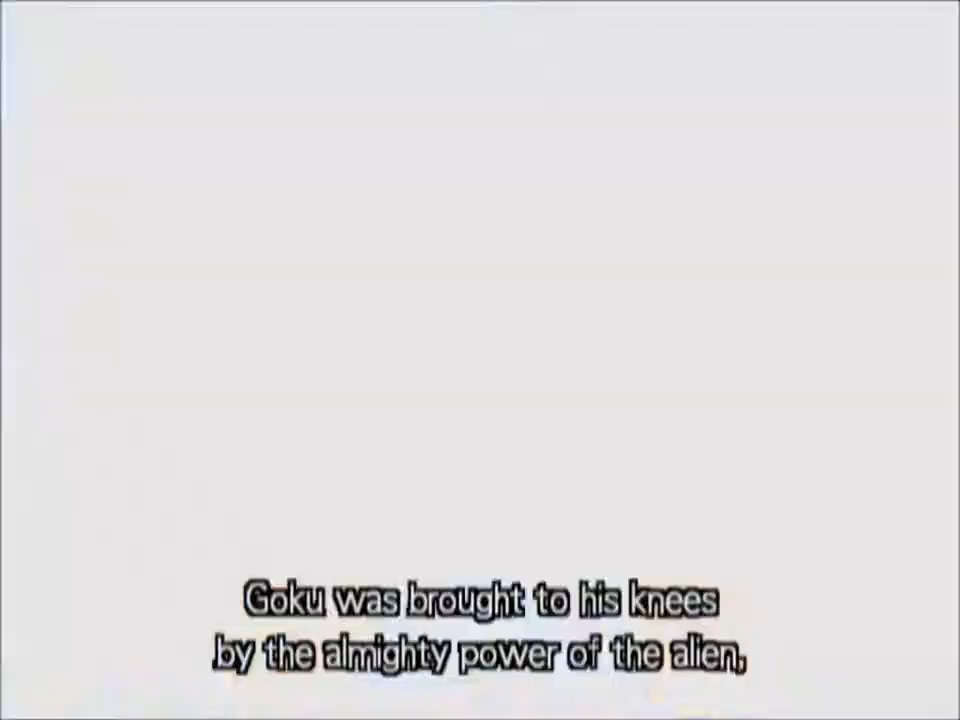 Goku was brought to his knees
by the almighty power of the alien,